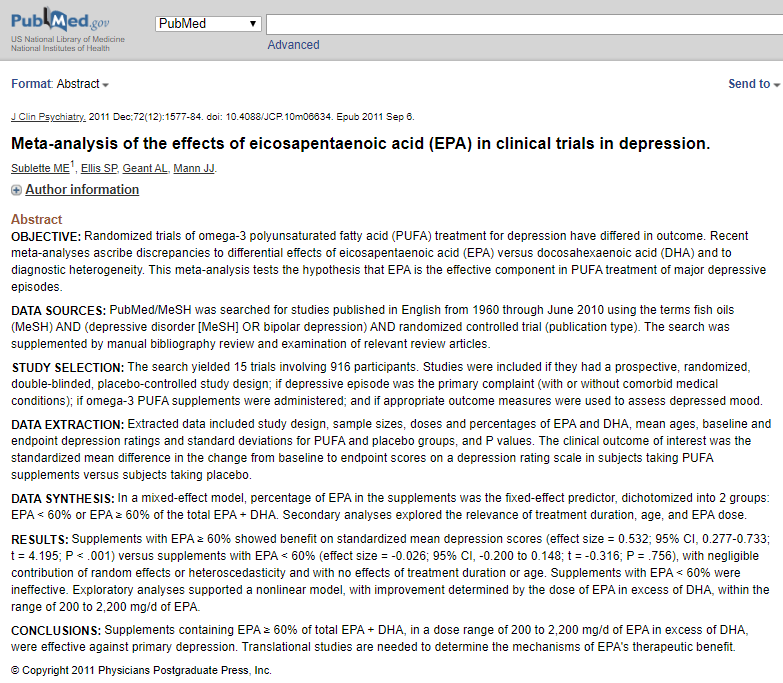 PubMed.gov
US National Library of Medicine
National Institutes of Health
PubMed
Advanced
Format: Abstract
Send to
J Clin Psychiatry. 2011 Dec;72(12):1577-84. doi: 10.4088/JCP.10m06634. Epub 2011 Sep 6.
Meta-analysis of the effects of eicosapentaenoic acid (EPA) in clinical trials in depression.
Sublette ME1, Ellis SP, Geant AL, Mann JJ.
Author information
Abstract
OBJECTIVE: Randomized trials of omega-3 polyunsaturated fatty acid (PUFA) treatment for depression have differed in outcome. Recent
meta-analyses ascribe discrepancies to differential effects of eicosapentaenoic acid (EPA) versus docosahexaenoic acid (DHA) and to
diagnostic heterogeneity. This meta-analysis tests the hypothesis that EPA is the effective component in PUFA treatment of major depressive
episodes.
DATA SOURCES: PubMed/MeSH was searched for studies published in English from 1960 through June 2010 using the terms fish oils
(MeSH) AND (depressive disorder [MeSH] OR bipolar depression) AND randomized controlled trial (publication type). The search was
supplemented by manual bibliography review and examination of relevant review articles.
STUDY SELECTION: The search yielded 15 trials involving 916 participants. Studies were included if they had a prospective, randomized,
double-blinded, placebo-controlled study design; if depressive episode was the primary complaint (with or without comorbid medical
conditions); if omega-3 PUFA supplements were administered; and if appropriate outcome measures were used to assess depressed mood.
DATA EXTRACTION: Extracted data included study design, sample sizes, doses and percentages of EPA and DHA, mean ages, baseline and
endpoint depression ratings and standard deviations for PUFA and placebo groups, and P values. The clinical outcome of interest was the
standardized mean difference in the change from baseline to endpoint scores on a depression rating scale in subjects taking PUFA
supplements versus subjects taking placebo.
DATA SYNTHESIS: In a mixed-effect model, percentage of EPA in the supplements was the fixed-effect predictor, dichotomized into 2 groups:
EPA < 60% or EPA ≥ 60% of the total EPA + DHA. Secondary analyses explored the relevance of treatment duration, age, and EPA dose.
RESULTS: Supplements with EPA ≥ 60% showed benefit on standardized mean depression scores (effect size = 0.532; 95% CI, 0.277-0.733;
t = 4.195; P < .001) versus supplements with EPA < 60% (effect size = -0.026; 95% CI, -0.200 to 0.148; t = -0.316; P = .756), with negligible
contribution of random effects or heteroscedasticity and with no effects of treatment duration or age. Supplements with EPA < 60% were
ineffective. Exploratory analyses supported a nonlinear model, with improvement determined by the dose of EPA in excess of DHA, within the
range of 200 to 2,200 mg/d of EPA.
CONCLUSIONS: Supplements containing EPA ≥ 60% of total EPA + DHA, in a dose range of 200 to 2,200 mg/d of EPA in excess of DHA,
were effective against primary depression. Translational studies are needed to determine the mechanisms of EPA's therapeutic benefit.
© Copyright 2011 Physicians Postgraduate Press, Inc.